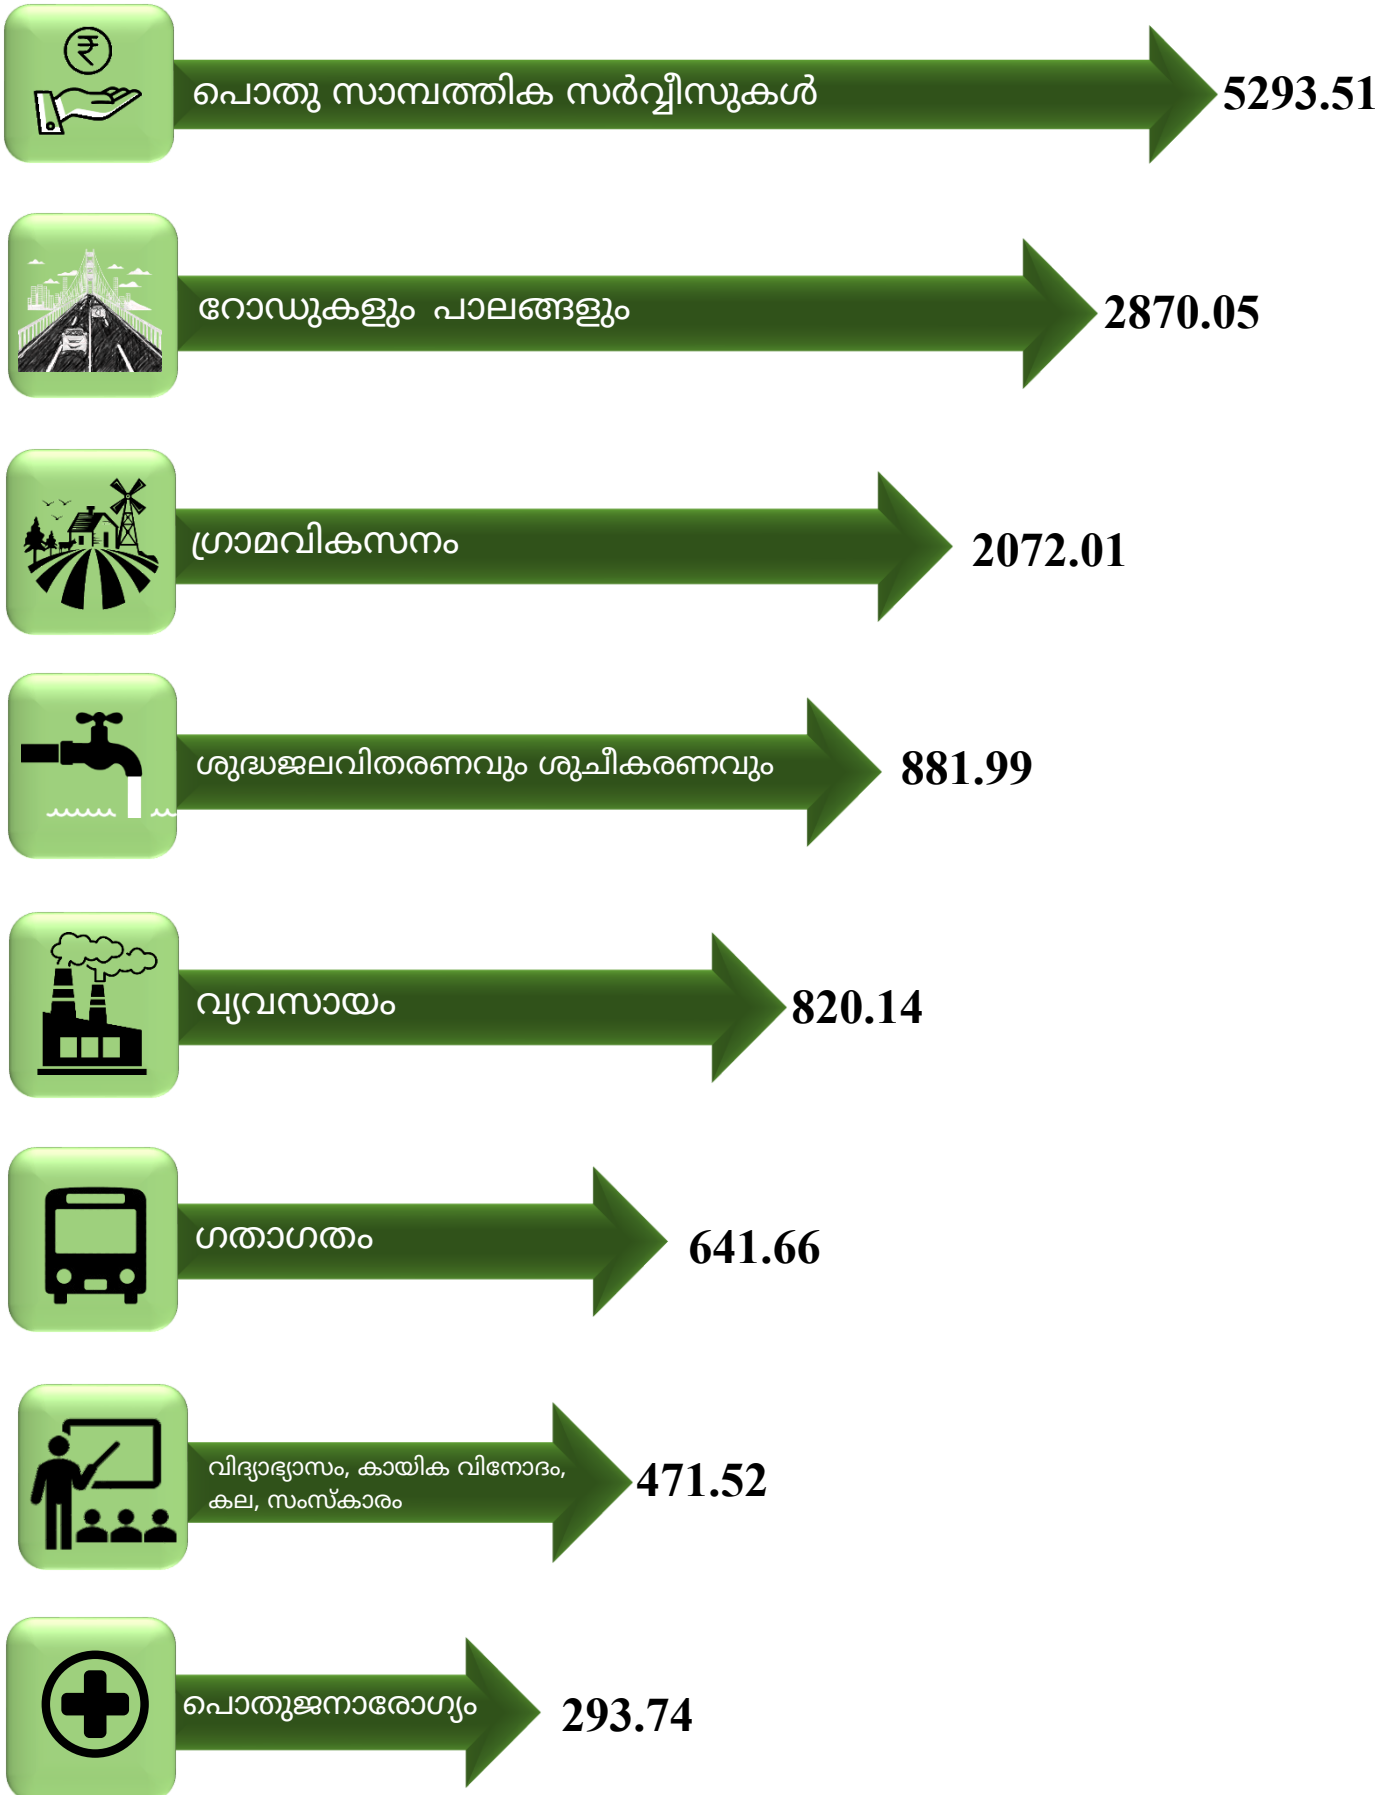 പൊതു സാമ്പത്തിക സർവ്വീസുകൾ 5293.51
റോഡുകളും പാലങ്ങളും 2870.05
ഗ്രാമവികസനം 2072.01
ശുദ്ധജലവിതരണവും ശുചീകരണവും 881.99
വ്യവസായം 820.14
ഗതാഗതം 641.66
വിദ്യാഭ്യാസം, കായിക വിനോദം,
കല, സംസ്കാരം 471.52
പൊതുജനാരോഗ്യം 293.74